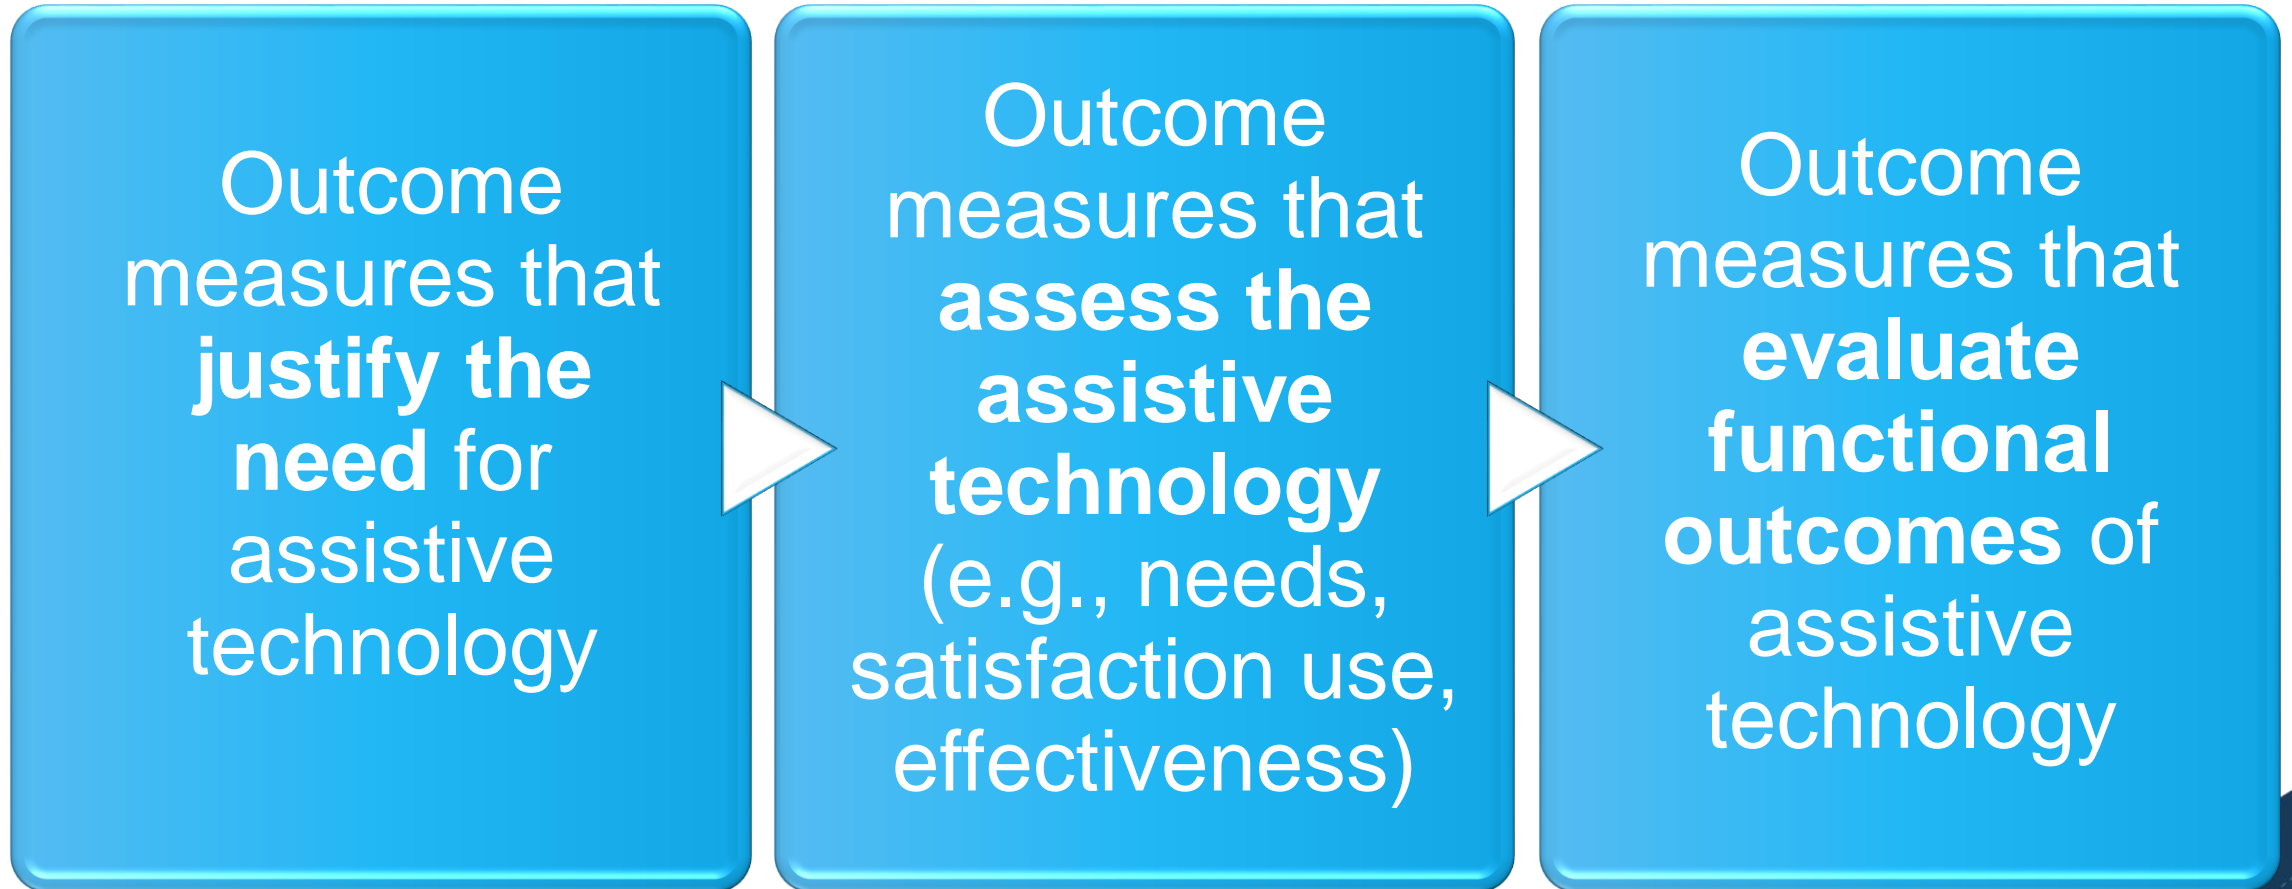 Outcome
measures that
justify the
need for
assistive
technology
Outcome
measures that
assess the
assistive
technology
(e.g., needs,
satisfaction use,
effectiveness)
Outcome
measures that
evaluate
functional
outcomes of
assistive
technology